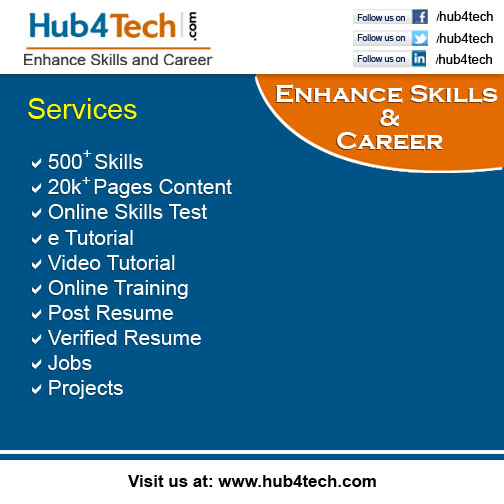 Hub4Tech.com
Enhance Skills and Career
Follow us on f /hub4tech
Follow us on /hub4tech
Follow us on in /hub4tech
Services
ENHANCE SKILLS
&
CAREER
500+ Skills
20k+ Pages Content
Online Skills Test
e Tutorial
Video Tutorial
Online Training
Post Resume
Verified Resume
Jobs
Projects
Visit us at: www.hub4tech.com